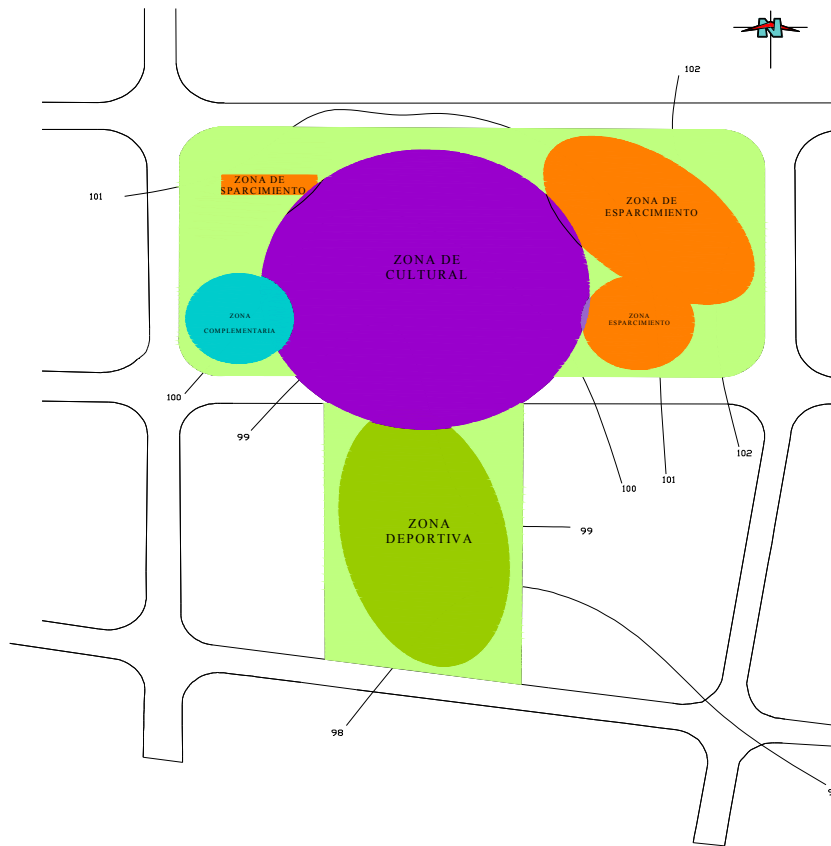 N
102
ZONA DE
SPARCIMIENTO
101
ZONA DE
ESPARCIMIENTO
ZONA DE
CULTURAL
ZONA
COMPLEMENTARIA
ZONA
ESPARCIMIENTO
100
99
102
101
100
ZONA
DEPORTIVA
99
98